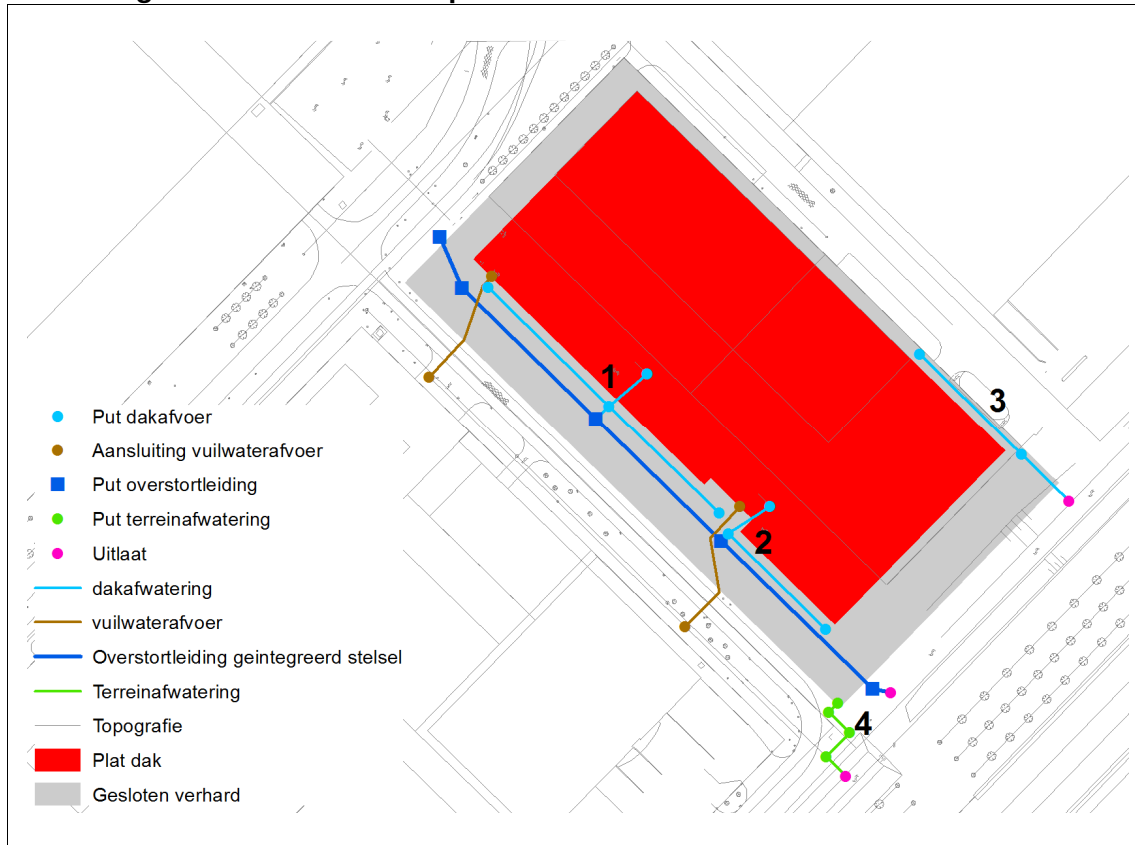 1
3
2
4
Put dakafvoer
Aansluiting vuilwaterafvoer
Put overstortleiding
Put terreinafwatering
Uitlaat
dakafwatering
vuilwaterafvoer
Overstortleiding geintegreerd stelsel
Terreinafwatering
Topografie
Plat dak
Gesloten verhard